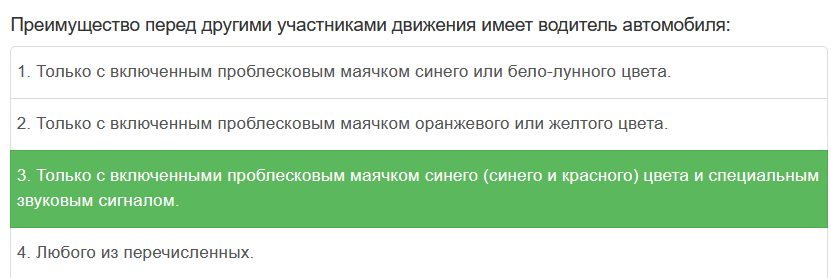 Преимущество перед другими участниками движения имеет водитель автомобиля:
1. Только с включенным проблесковым маячком синего или бело-лунного цвета.
2. Только с включенным проблесковым маячком оранжевого или желтого цвета.
3. Только с включенными проблесковым маячком синего (синего и красного) цвета и специальным
звуковым сигналом.
4. Любого из перечисленных.